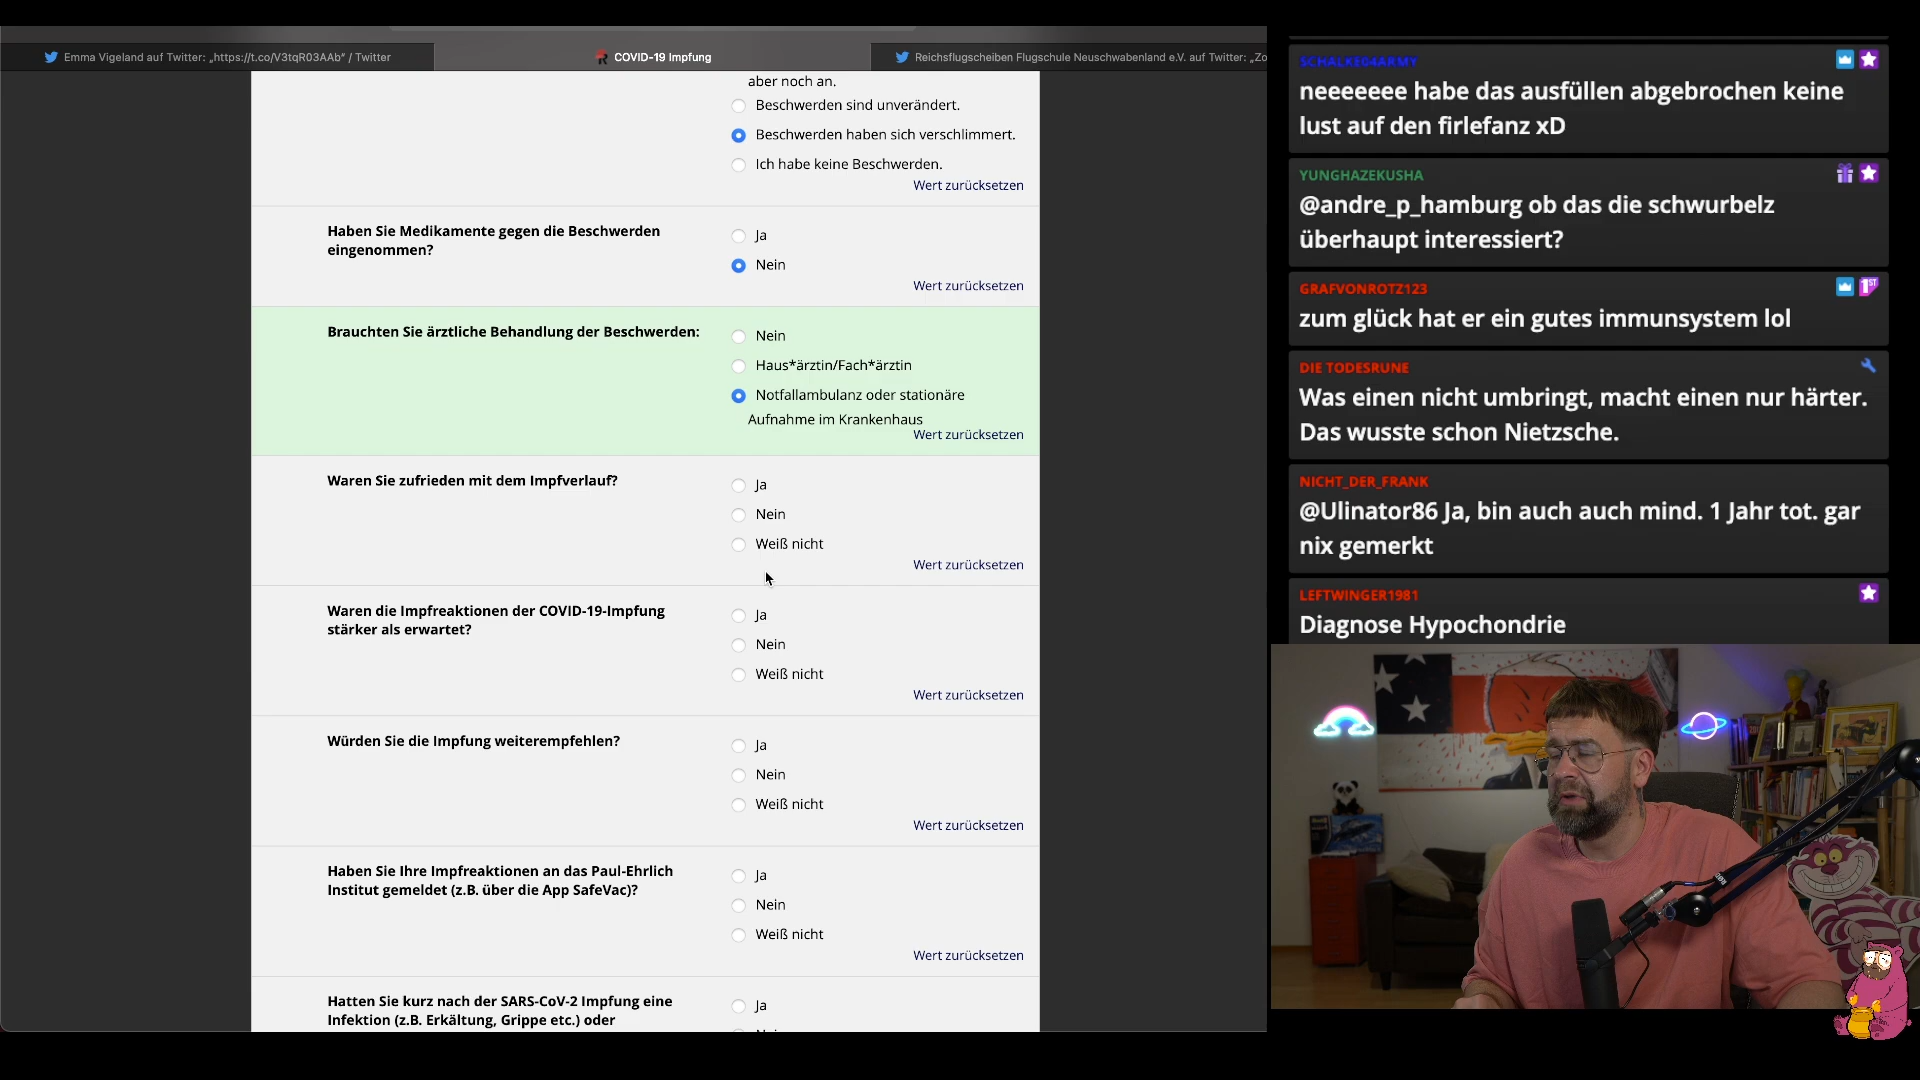 Emma Vigeland auf Twitter: „https://t.co/V3tqR03AAb“ / Twitter
COVID-19 Impfung
Reichsflugscheiben Flugschule Neuschwabenland e.V. auf Twitter: „Zo
aber noch an.
Beschwerden sind unverändert.
Beschwerden haben sich verschlimmert.
Ich habe keine Beschwerden.
Wert zurücksetzen
Haben Sie Medikamente gegen die Beschwerden
eingenommen?
Ja
Nein
Wert zurücksetzen
Brauchten Sie ärztliche Behandlung der Beschwerden:
Nein
Haus*ärztin/Fach*ärztin
Notfallambulanz oder stationäre
Aufnahme im Krankenhaus
Wert zurücksetzen
Waren Sie zufrieden mit dem Impfverlauf?
Ja
Nein
Weiß nicht
Wert zurücksetzen
Waren die Impfreaktionen der COVID-19-Impfung
stärker als erwartet?
Ja
Nein
Weiß nicht
Wert zurücksetzen
Würden Sie die Impfung weiterempfehlen?
Ja
Nein
Weiß nicht
Wert zurücksetzen
Haben Sie Ihre Impfreaktionen an das Paul-Ehrlich
Institut gemeldet (z.B. über die App SafeVac)?
Ja
Nein
Weiß nicht
Wert zurücksetzen
Hatten Sie kurz nach der SARS-CoV-2 Impfung eine
Infektion (z.B. Erkältung, Grippe etc.) oder
Ja
SCHALKE04ARMY
neeeeeee habe das ausfüllen abgebrochen keine
lust auf den firlefanz xD
YUNGHAZEKUSHA
@andre_p_hamburg ob das die schwurbelz
überhaupt interessiert?
GRAFVONROTZ123
1ST
zum glück hat er ein gutes immunsystem lol
DIE TODESRUNE
Was einen nicht umbringt, macht einen nur härter.
Das wusste schon Nietzsche.
NICHT_DER_FRANK
@Ulinator86 Ja, bin auch auch mind. 1 Jahr tot. gar
nix gemerkt
LEFTWINGER1981
Diagnose Hypochondrie